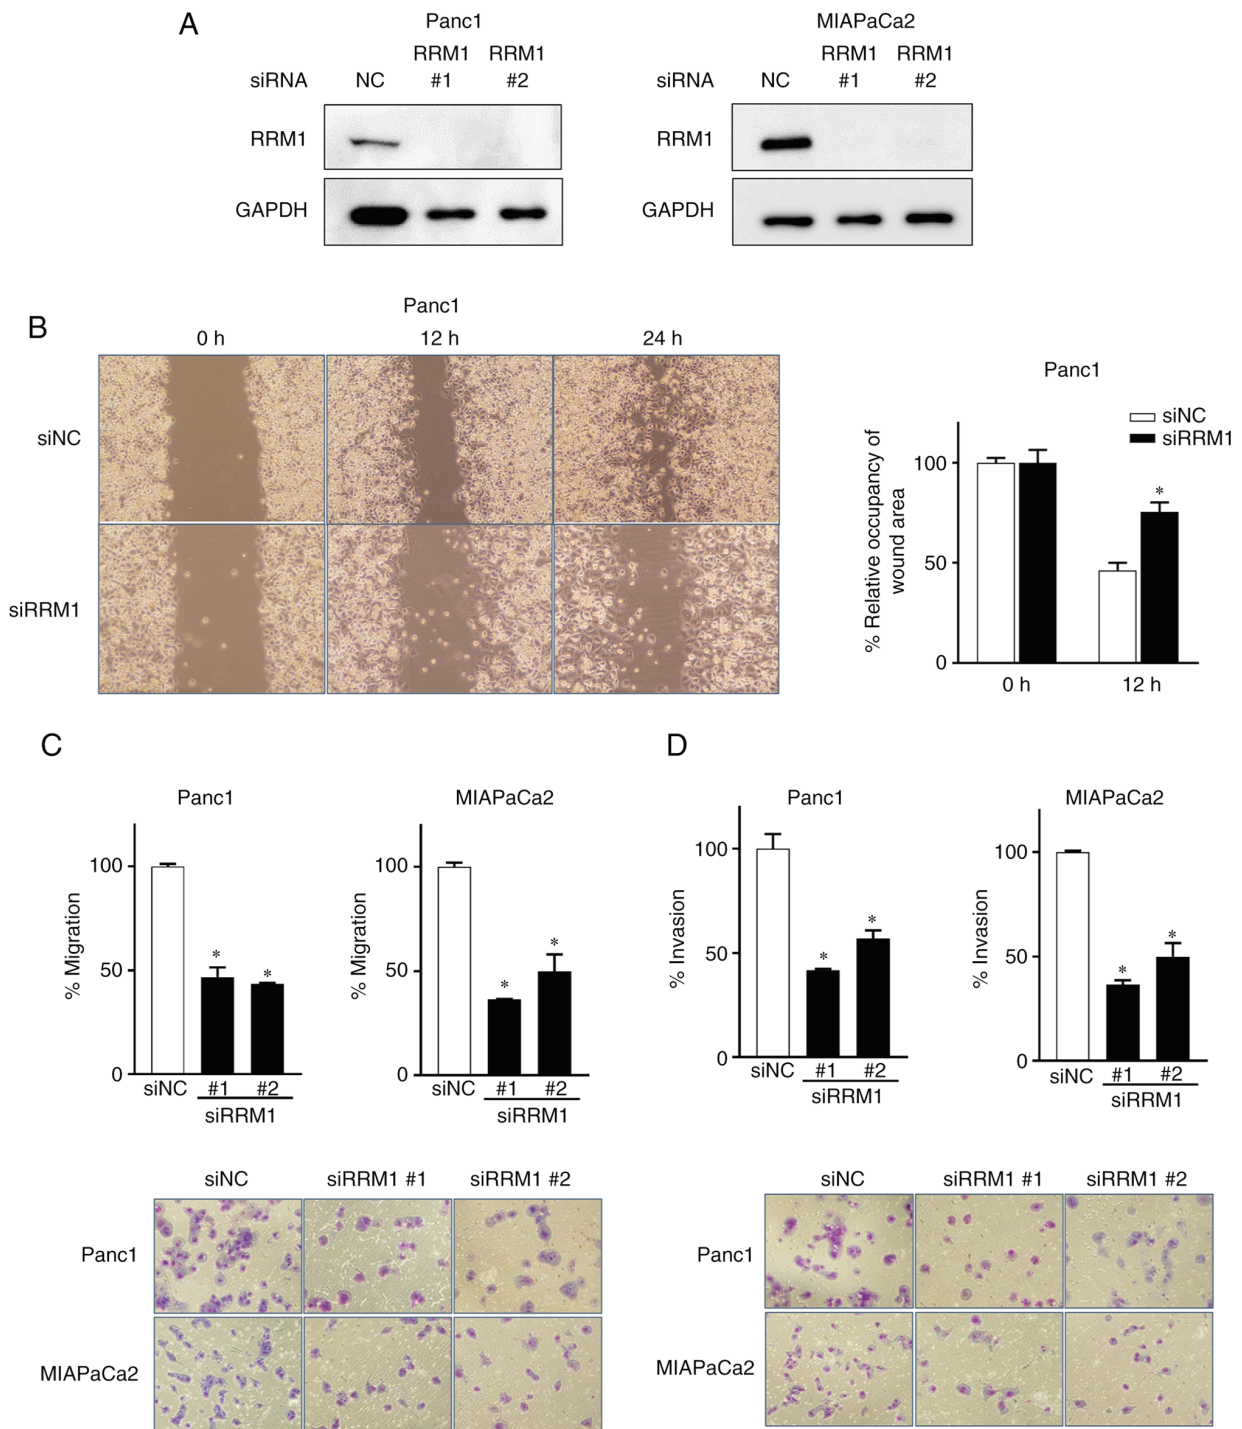 A
Panc1
MIAPaCa2
RRM1 RRM1
RRM1 RRM1
siRNA NC #1 #2
siRNA NC #1 #2
RRM1
RRM1
GAPDH
GAPDH
B
Panc1
0 h 12 h 24 h
siNC
siRRM1
Panc1
siNC
siRRM1
% Relative occupancy of
wound area
100
*
50
0
0 h 12 h
C
Panc1
% Migration
100
50
0
* *
siNC #1 #2
siRRM1
MIAPaCa2
% Migration
100
50
0
* *
siNC #1 #2
siRRM1
siNC siRRM1 #1 siRRM1 #2
Panc1
MIAPaCa2
D
Panc1
% Invasion
100
50
0
* *
siNC #1 #2
siRRM1
MIAPaCa2
% Invasion
100
50
0
* *
siNC #1 #2
siRRM1
siNC siRRM1 #1 siRRM1 #2
Panc1
MIAPaCa2